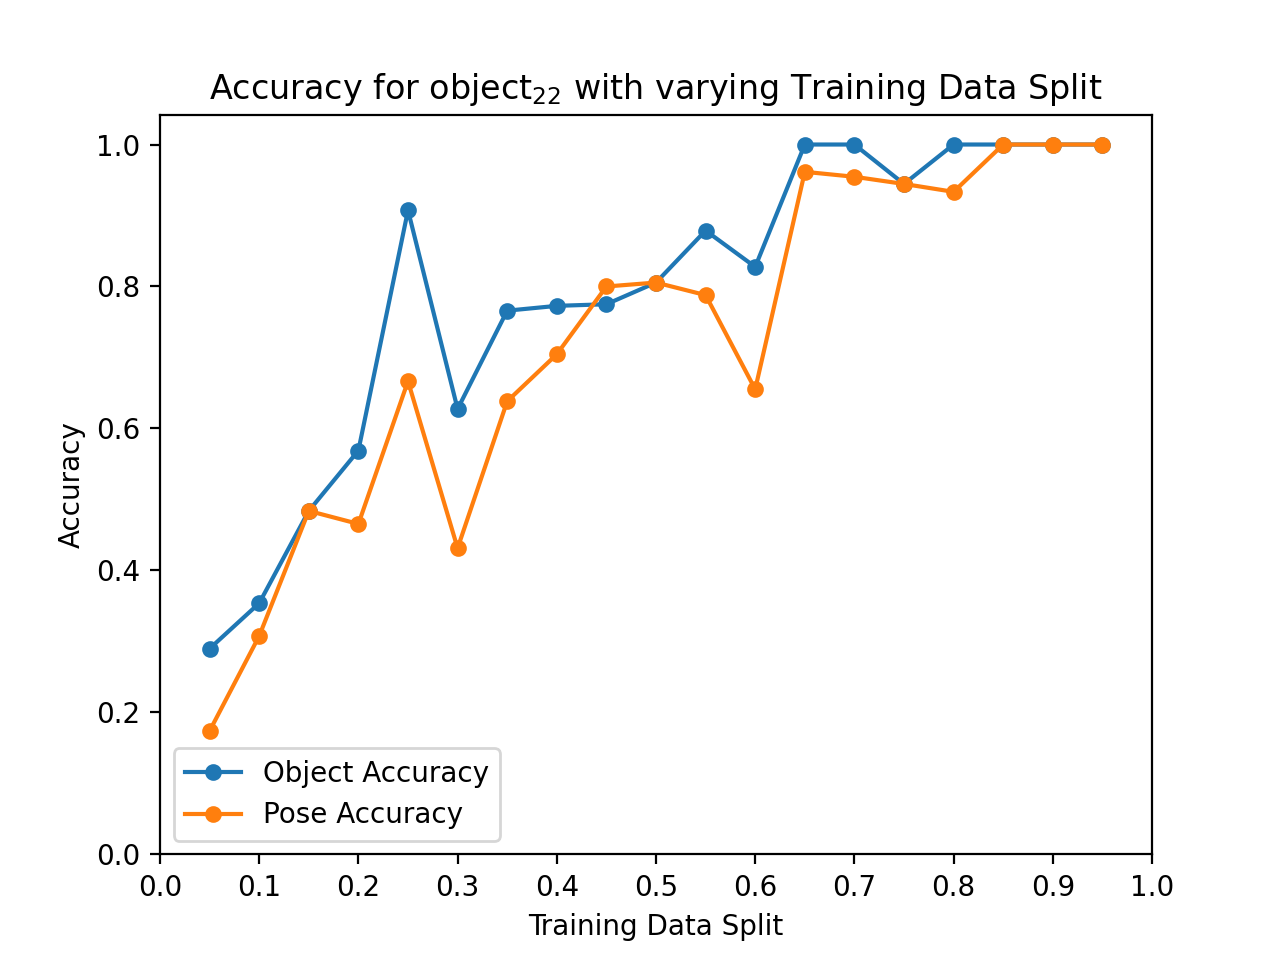 Accuracy for object₂₂ with varying Training Data Split
1.0
0.8
0.6
0.4
0.2
0.0
Accuracy
Object Accuracy
Pose Accuracy
0.0 0.1 0.2 0.3 0.4 0.5 0.6 0.7 0.8 0.9 1.0
Training Data Split